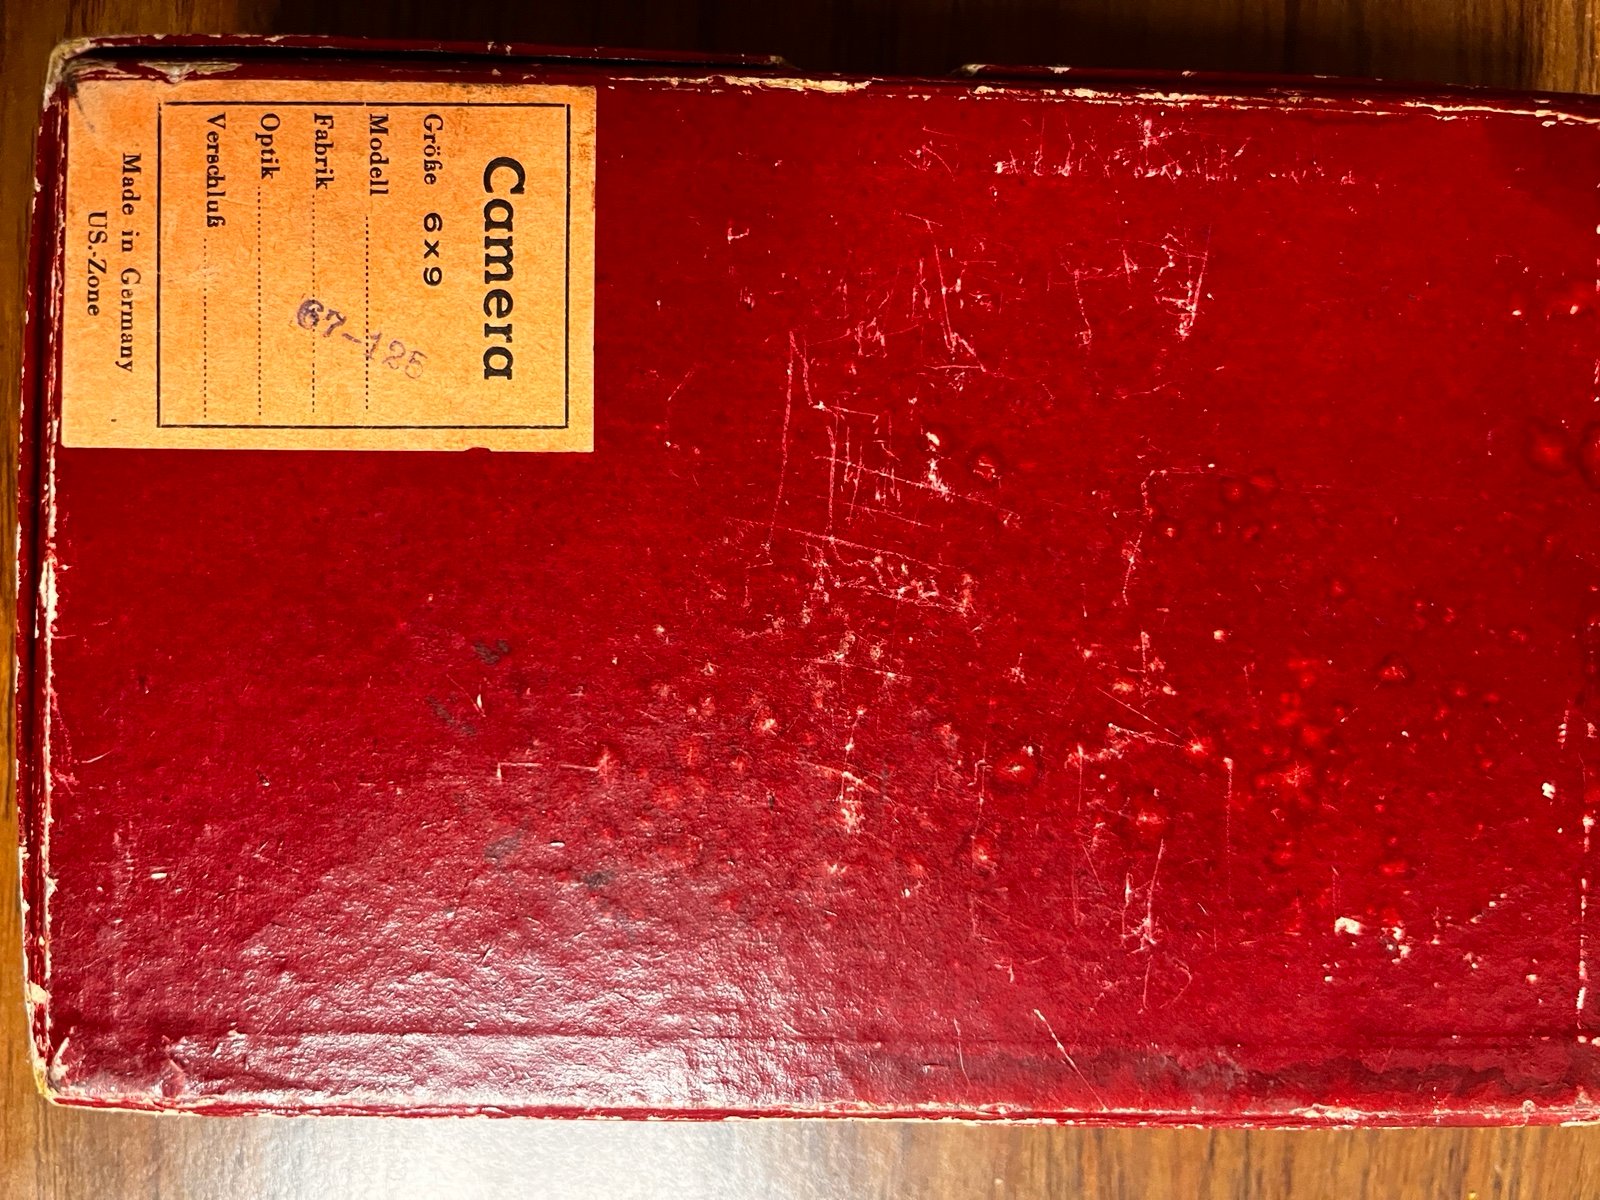 Camera
Größe 6x9
Modell
Fabrik
67-125
Optik
Verschluß
Made in Germany
US.-Zone